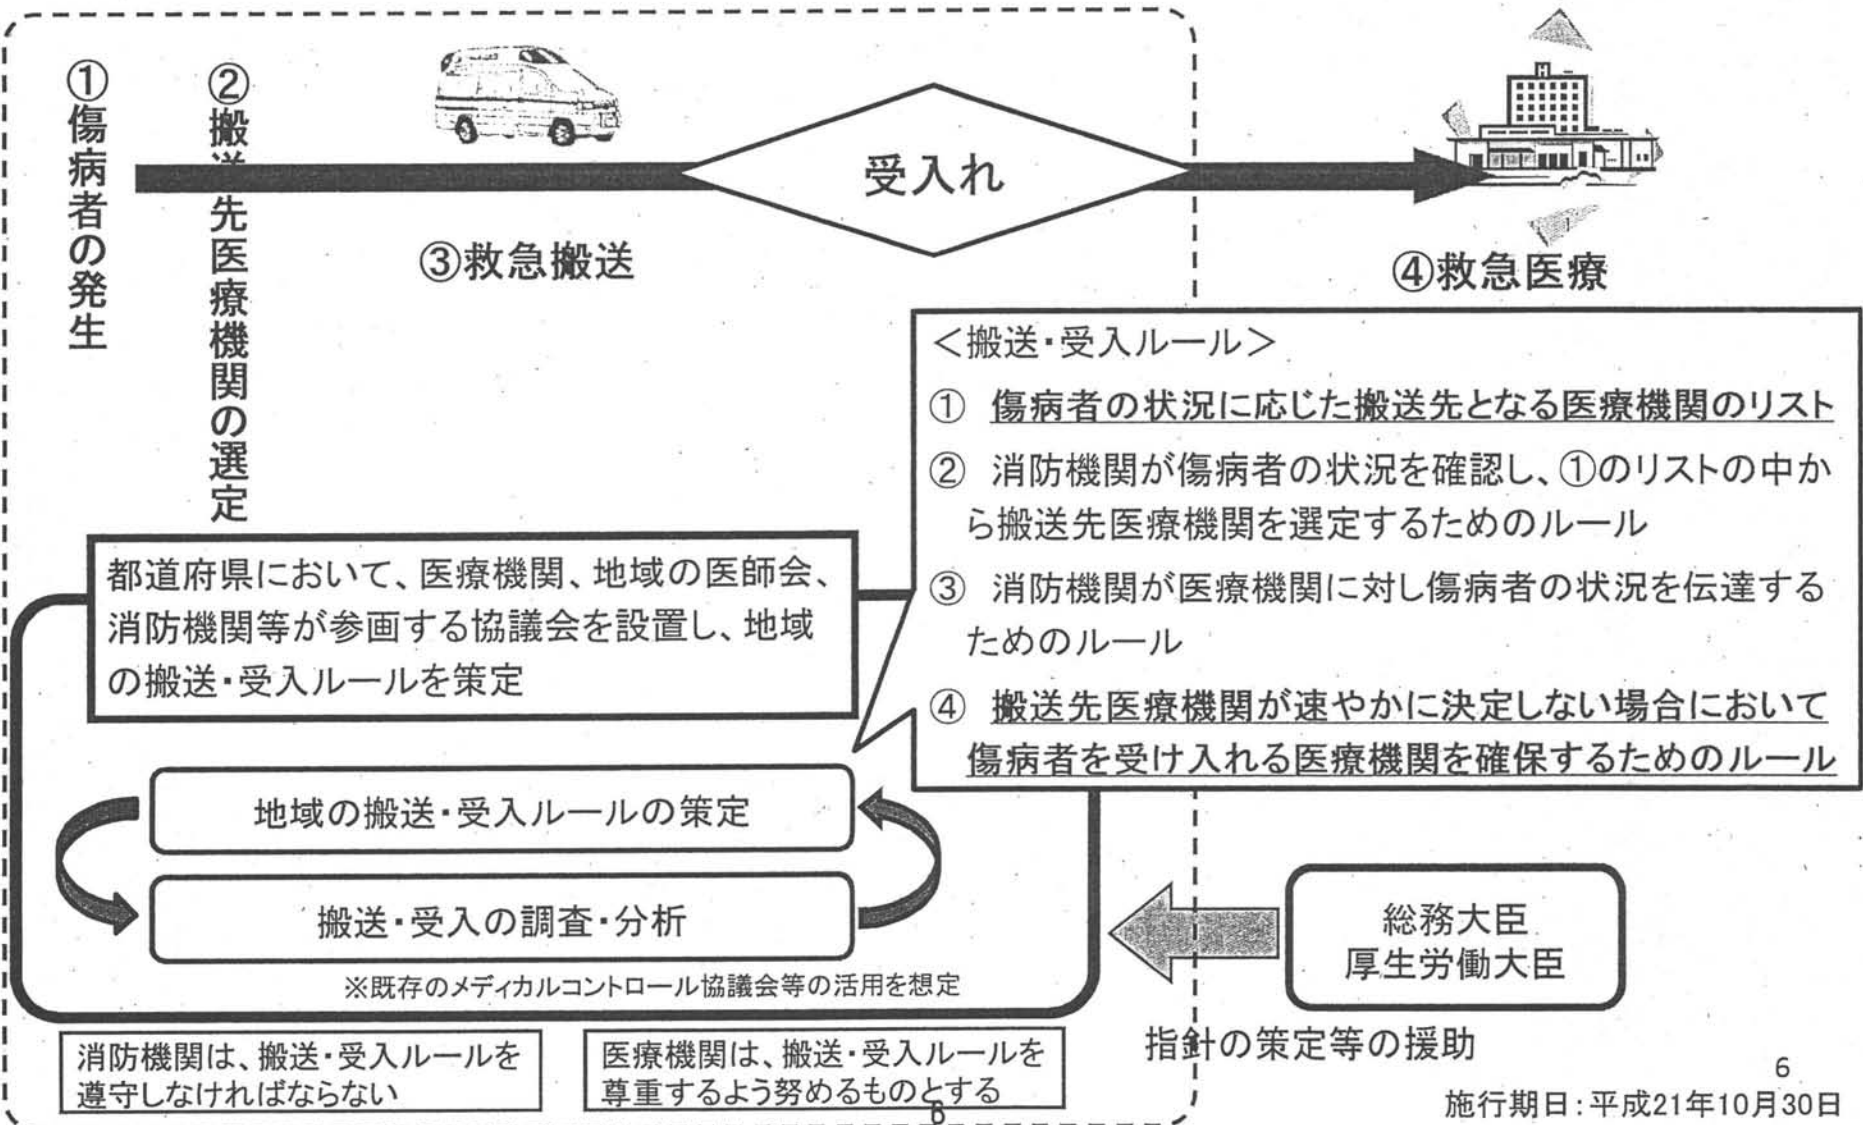 ①傷病者の発生
②搬送先医療機関の選定
受入れ
③救急搬送
④救急医療
＜搬送・受入ルール＞
① 傷病者の状況に応じた搬送先となる医療機関のリスト
② 消防機関が傷病者の状況を確認し、①のリストの中か
ら搬送先医療機関を選定するためのルール
③ 消防機関が医療機関に対し傷病者の状況を伝達する
ためのルール
④ 搬送先医療機関が速やかに決定しない場合において
傷病者を受け入れる医療機関を確保するためのルール
都道府県において、医療機関、地域の医師会、
消防機関等が参画する協議会を設置し、地域
の搬送・受入ルールを策定
地域の搬送・受入ルールの策定
搬送・受入の調査・分析
※既存のメディカルコントロール協議会等の活用を想定
総務大臣
厚生労働大臣
指針の策定等の援助
消防機関は、搬送・受入ルールを
遵守しなければならない
医療機関は、搬送・受入ルールを
尊重するよう努めるものとする
6
6
施行期日：平成21年10月30日